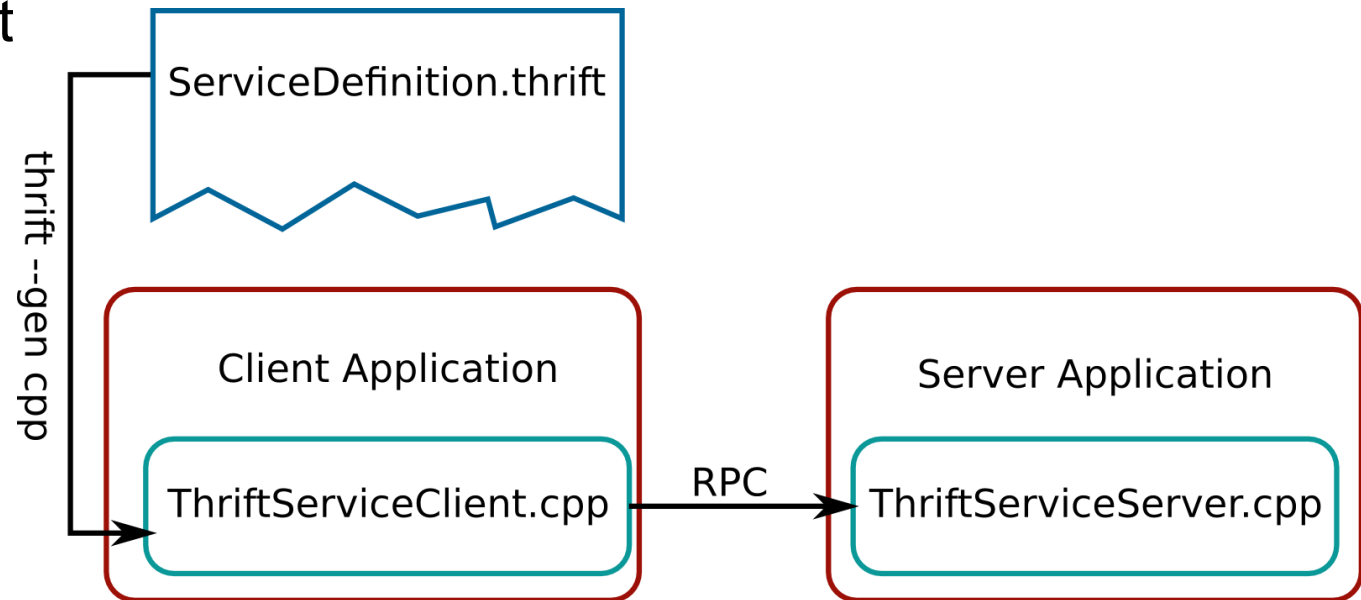 t
ServiceDefinition.thrift
thrift --gen cpp
Client Application
Server Application
ThriftServiceClient.cpp
RPC
ThriftServiceServer.cpp